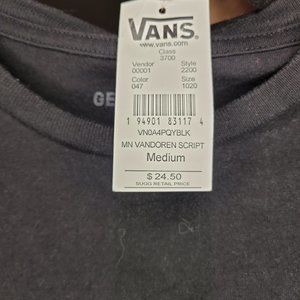 VANS
www.vans.com
Class
3700
Vendor Style
00001 2200
Color Size
047 1020
1 94901 83117 4
VN0A4PQYBLK
MN VANDOREN SCRIPT
Medium
$ 24.50
SUGG RETAIL PRICE
GE